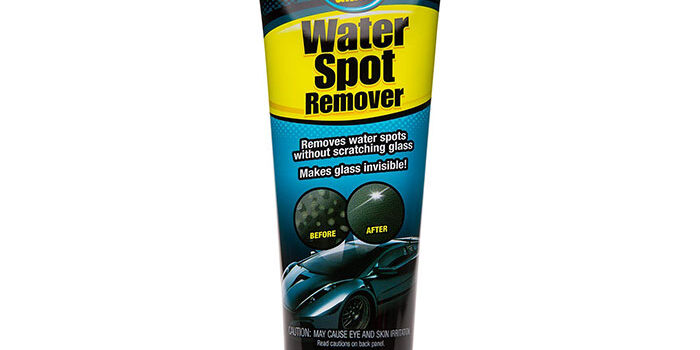 Water
Spot
Remover
Removes water spots
without scratching glass
Makes glass invisible!
BEFORE
AFTER
CAUTION: MAY CAUSE EYE AND SKIN IRRITATION.
Read cautions on back panel.